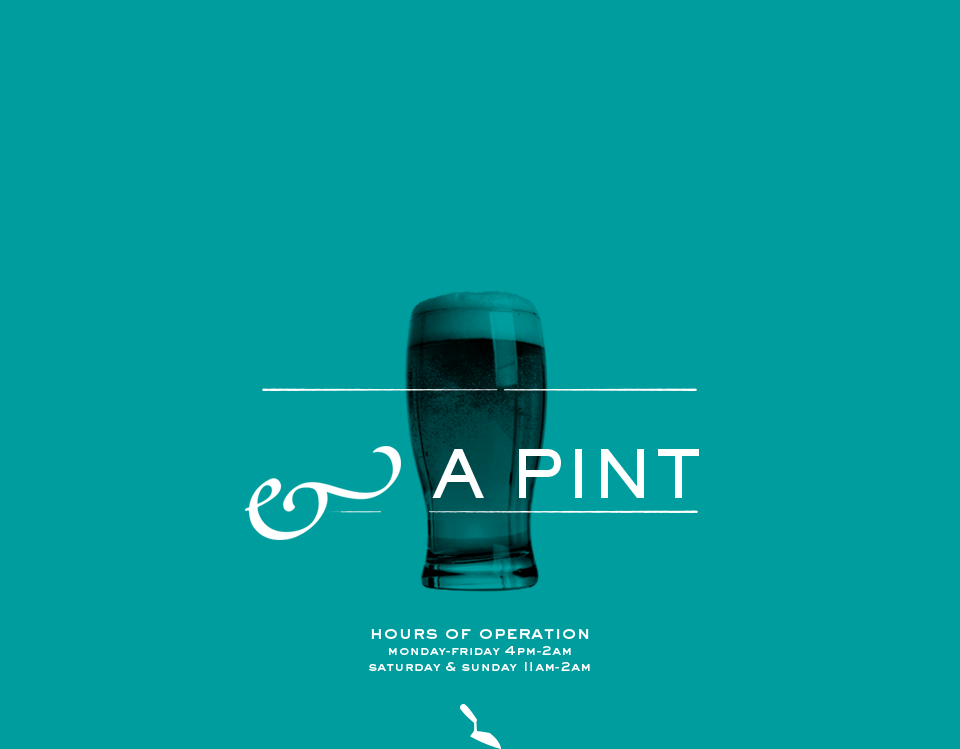 & A PINT
HOURS OF OPERATION
MONDAY-FRIDAY 4PM-2AM
SATURDAY & SUNDAY 11AM-2AM